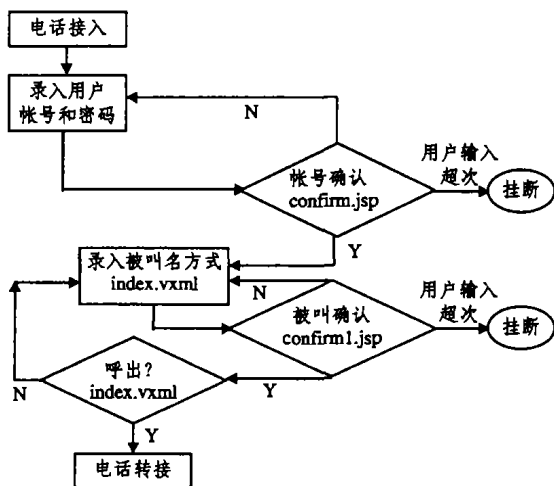 电话接入
录入用户
帐号和密码
N
用户输入
超次
帐号确认
confirm.jsp
挂断
Y
录入被叫名方式
index.vxml
N
用户输入
超次
被叫确认
confirm1.jsp
挂断
呼出?
index.vxml
N
Y
Y
电话转接